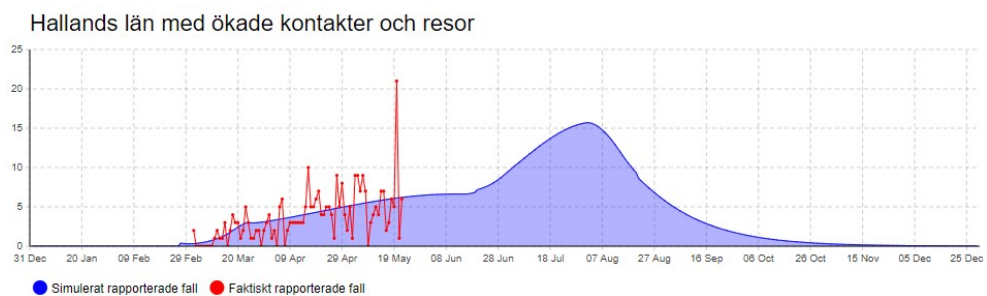 Hallands län med ökade kontakter och resor
25
20
15
10
5
0
31 Dec 20 Jan 09 Feb 29 Feb 20 Mar 09 Apr 29 Apr 19 May 08 Jun 28 Jun 18 Jul 07 Aug 27 Aug 16 Sep 06 Oct 26 Oct 15 Nov 05 Dec 25 Dec
Simulerat rapporterade fall Faktiskt rapporterade fall